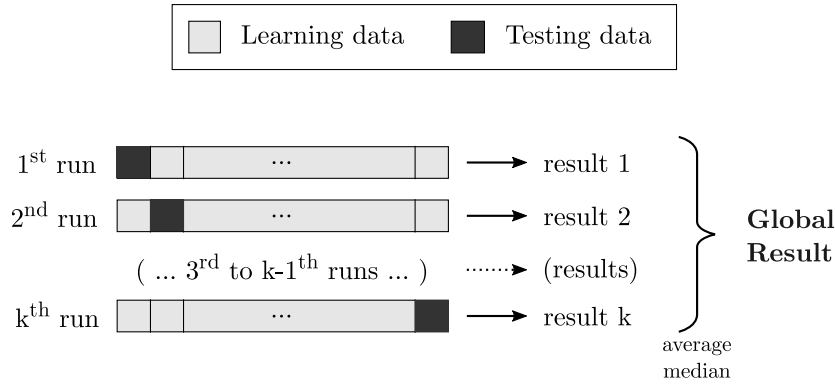 Learning data Testing data
1st run ... result 1
2nd run ... result 2
( ... 3rd to k-1th runs ... ) (results)
kth run ... result k
Global
Result
average
median